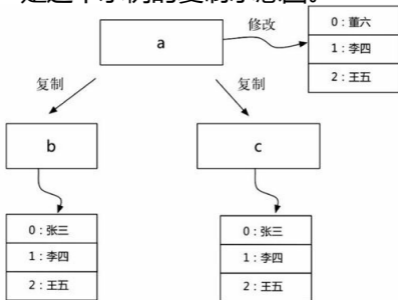 是这个示例的复制示意图。
a
修改
0：董六
1：李四
2：王五
复制
复制
b
c
0：张三
1：李四
2：王五
0：张三
1：李四
2：王五